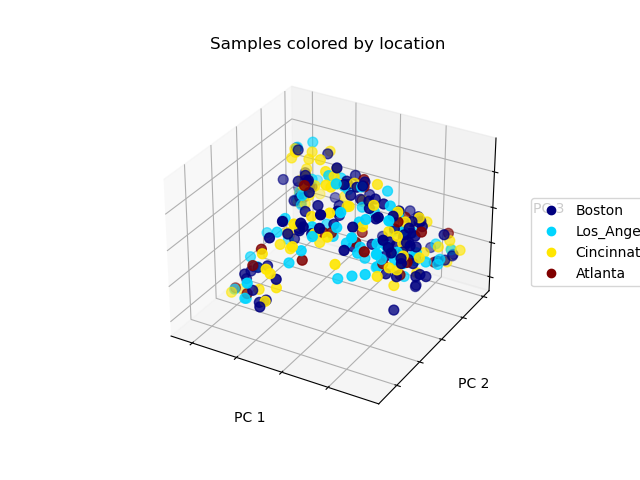 Samples colored by location
PC 3
Boston
Los_Ange
Cincinnat
Atlanta
PC 2
PC 1